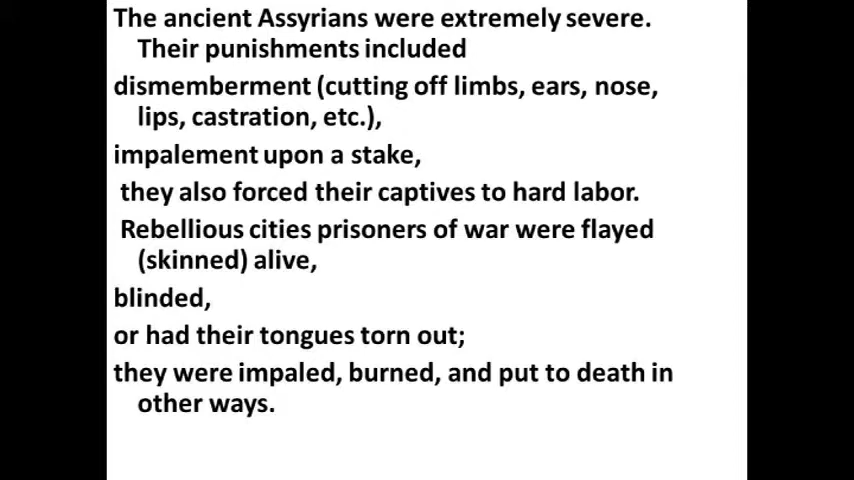 The ancient Assyrians were extremely severe.
Their punishments included
dismemberment (cutting off limbs, ears, nose,
lips, castration, etc.),
impalement upon a stake,
they also forced their captives to hard labor.
Rebellious cities prisoners of war were flayed
(skinned) alive,
blinded,
or had their tongues torn out;
they were impaled, burned, and put to death in
other ways.